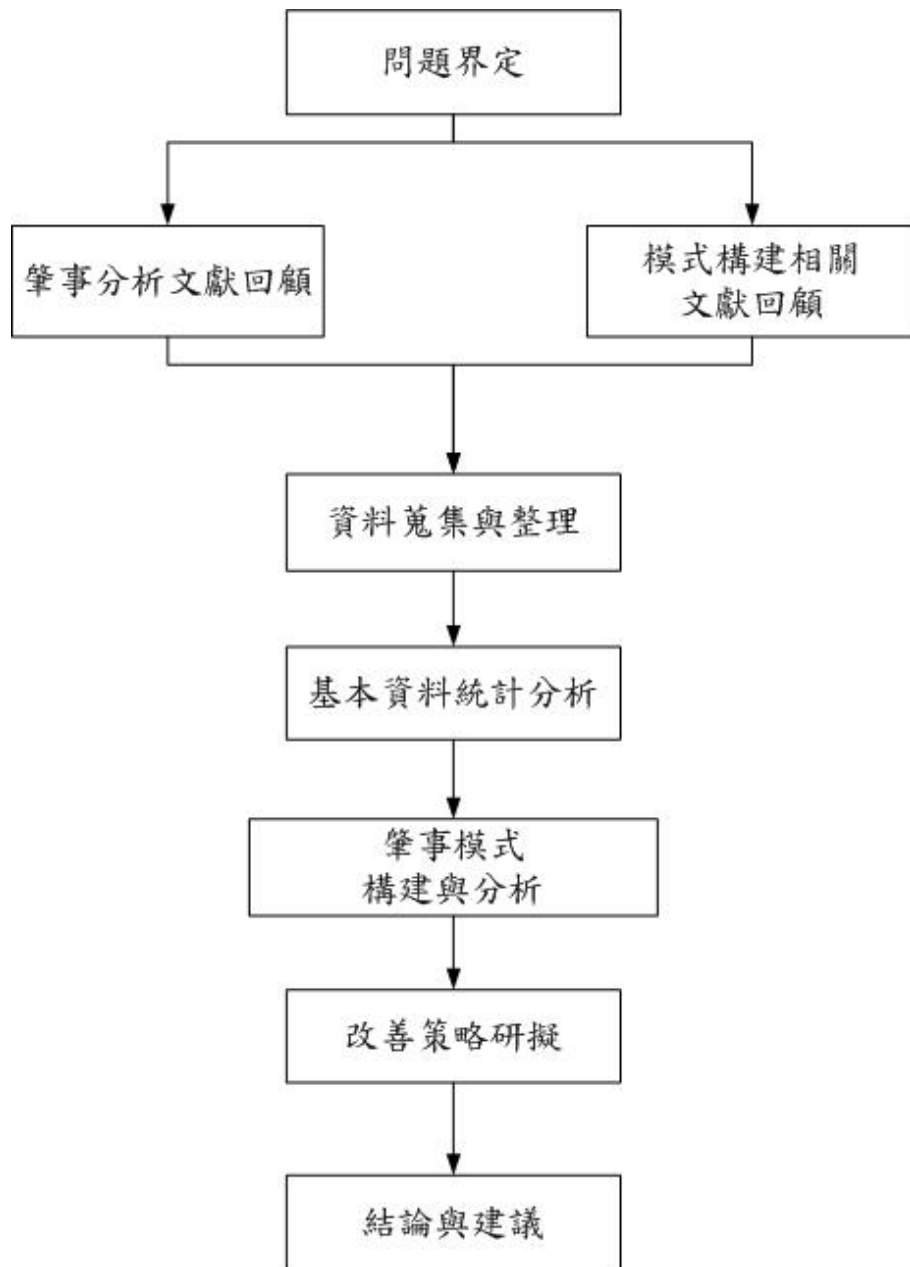 問題界定
肇事分析文獻回顧
模式構建相關
文獻回顧
資料蒐集與整理
基本資料統計分析
肇事模式
構建與分析
改善策略研擬
結論與建議